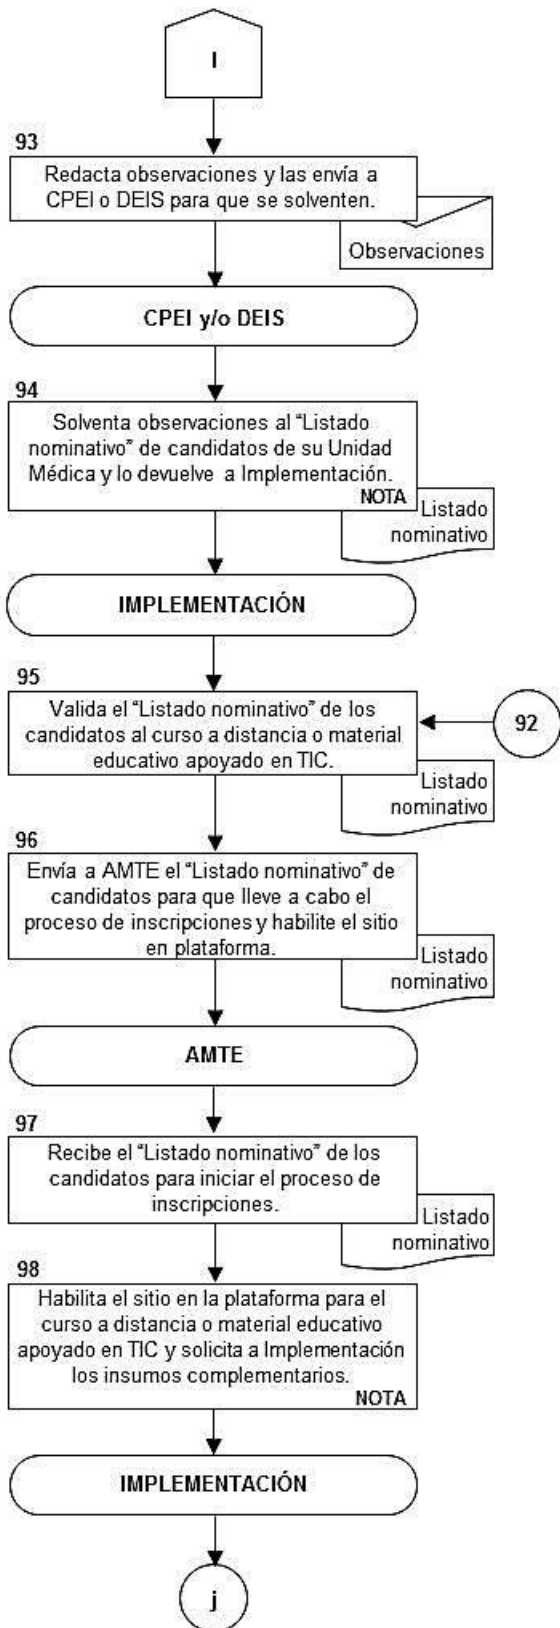 I
93
Redacta observaciones y las envía a
CPEI o DEIS para que se solventen.
Observaciones
CPEI y/o DEIS
94
Solventa observaciones al “Listado
nominativo” de candidatos de su Unidad
Médica y lo devuelve a Implementación.
NOTA
Listado
nominativo
IMPLEMENTACIÓN
95
Valida el “Listado nominativo” de los
candidatos al curso a distancia o material
educativo apoyado en TIC.
92
Listado
nominativo
96
Envía a AMTE el “Listado nominativo” de
candidatos para que lleve a cabo el
proceso de inscripciones y habilite el sitio
en plataforma.
Listado
nominativo
AMTE
97
Recibe el “Listado nominativo” de los
candidatos para iniciar el proceso de
inscripciones.
Listado
nominativo
98
Habilita el sitio en la plataforma para el
curso a distancia o material educativo
apoyado en TIC y solicita a Implementación
los insumos complementarios.
NOTA
IMPLEMENTACIÓN
j